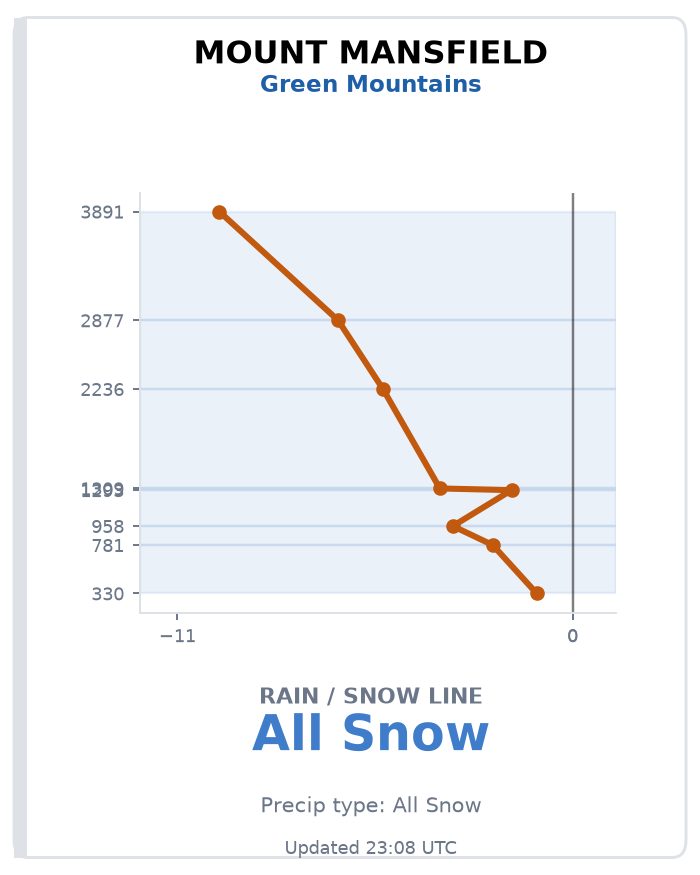 MOUNT MANSFIELD
Green Mountains
3891
2877
2236
958
781
330
−11 0
RAIN / SNOW LINE
All Snow
Precip type: All Snow
Updated 23:08 UTC